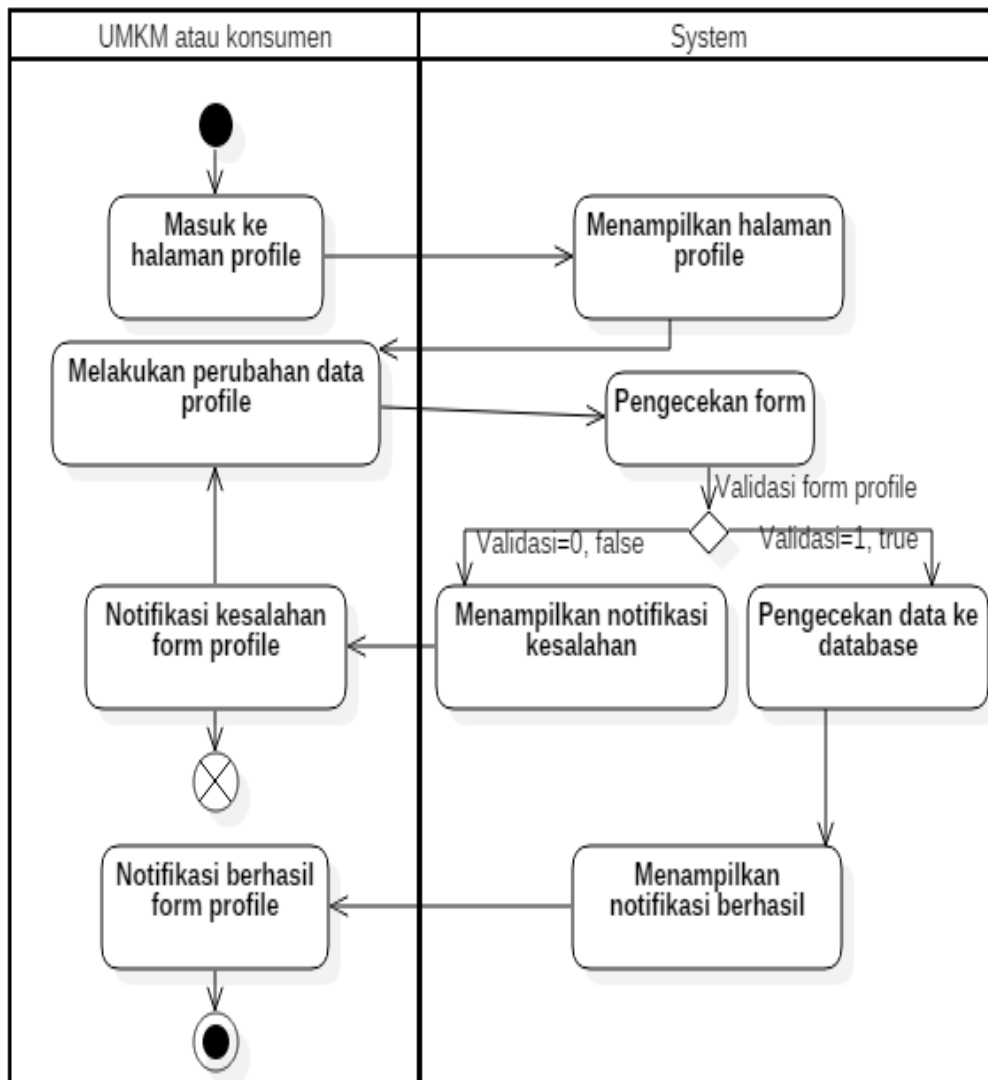 UMKM atau konsumen
System
Masuk ke
halaman profile
Menampilkan halaman
profile
Melakukan perubahan data
profile
Pengecekan form
Validasi form profile
Validasi=0, false
Validasi=1, true
Notifikasi kesalahan
form profile
Menampilkan notifikasi
kesalahan
Pengecekan data ke
database
Notifikasi berhasil
form profile
Menampilkan
notifikasi berhasil